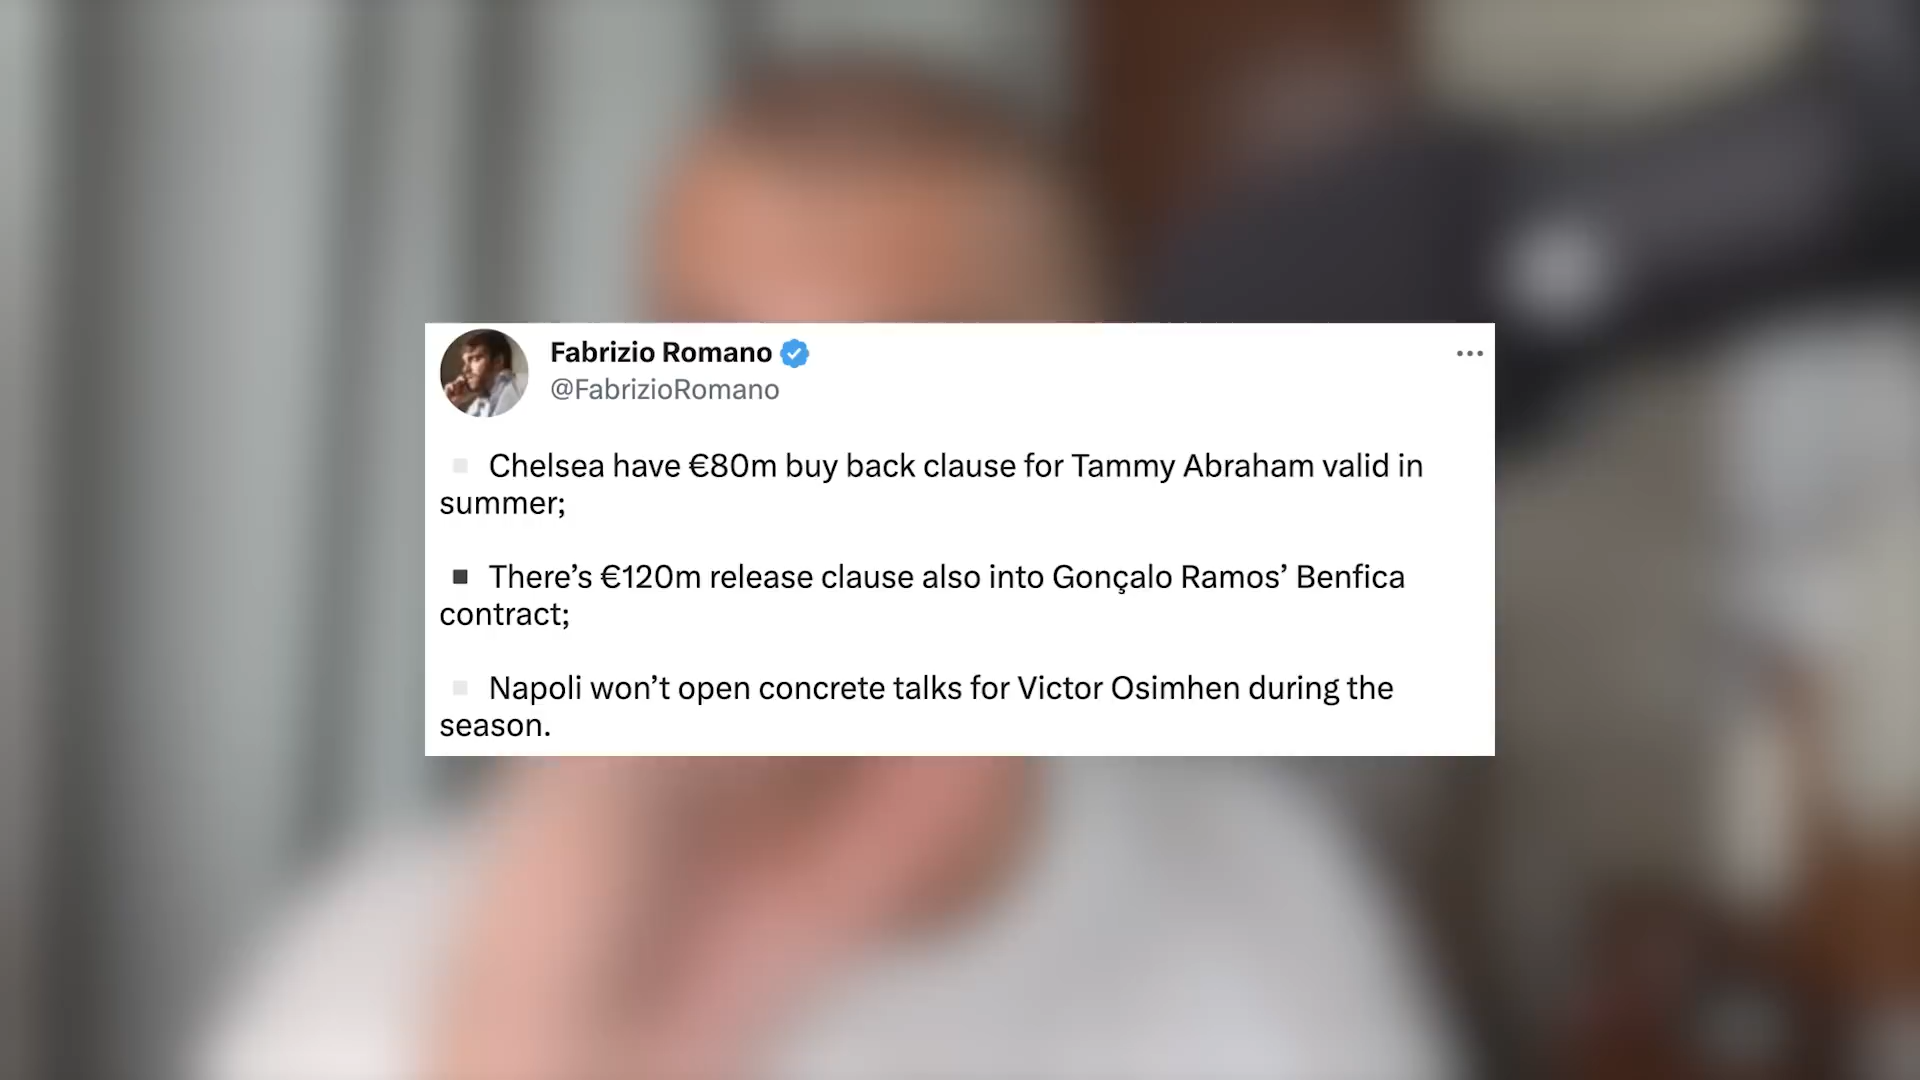 Fabrizio Romano
@FabrizioRomano
Chelsea have €80m buy back clause for Tammy Abraham valid in
summer;
There’s €120m release clause also into Gonçalo Ramos’ Benfica
contract;
Napoli won’t open concrete talks for Victor Osimhen during the
season.